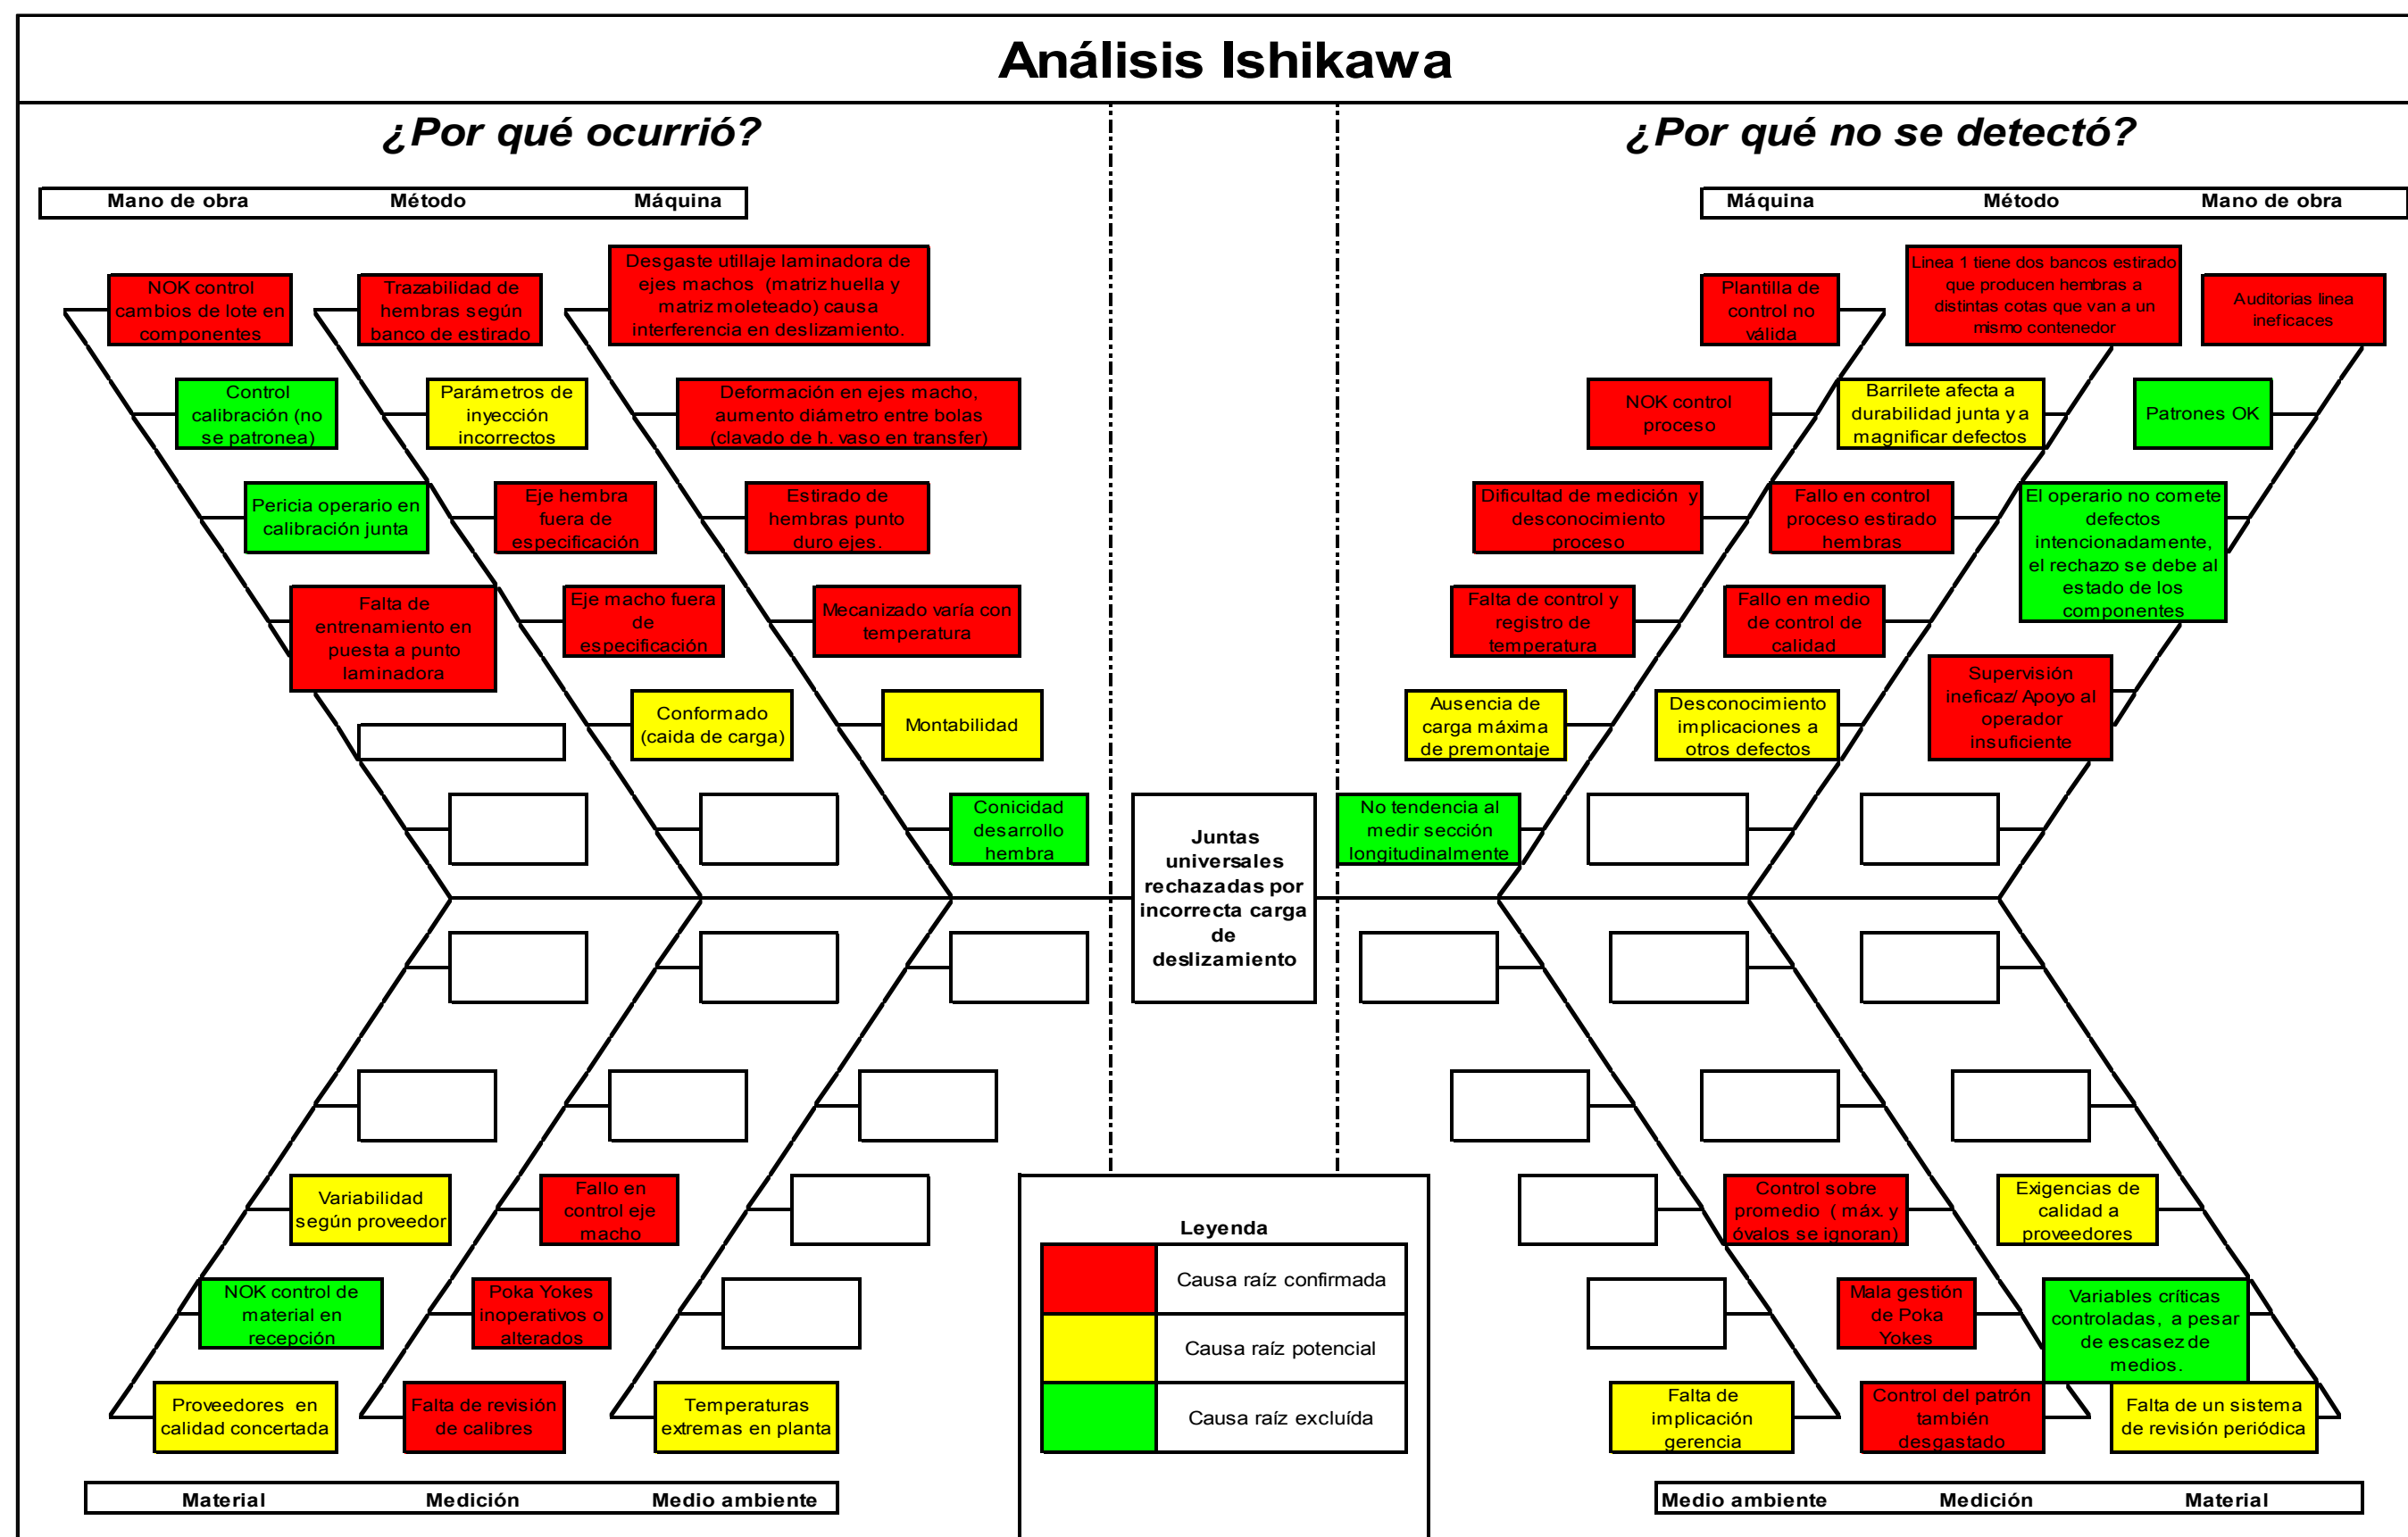 Análisis Ishikawa
¿Por qué ocurrió?
¿Por qué no se detectó?
Mano de obra
Método
Máquina
Máquina
Método
Mano de obra
NOK control
cambios de lote en
componentes
Trazabilidad de
hembras según
banco de estirado
Desgaste utillaje laminadora de
ejes machos (matriz huella y
matriz moleteado) causa
interferencia en deslizamiento.
Plantilla de
control no
válida
Línea 1 tiene dos bancos estirado
que producen hembras a
distintas cotas que van a un
mismo contenedor
Auditorias linea
ineficaces
Control
calibración (no
se patronea)
Parámetros de
inyección
incorrectos
Deformación en ejes macho,
aumento diámetro entre bolas
(clavado de h. vaso en transfer)
NOK control
proceso
Barrilete afecta a
durabilidad junta y a
magnificar defectos
Patrones OK
Pericia operario en
calibración junta
Eje hembra
fuera de
especificación
Estirado de
hembras punto
duro ejes.
Dificultad de medición y
desconocimiento
proceso
Fallo en control
proceso estirado
hembras
El operario no comete
defectos
intencionadamente,
el rechazo se debe al
estado de los
componentes
Falta de
entrenamiento en
puesta a punto
laminadora
Eje macho fuera
de
especificación
Mecanizado varía con
temperatura
Falta de control y
registro de
temperatura
Fallo en medio
de control de
calidad
Supervisión
ineficaz/ Apoyo al
operador
insuficiente
Conformado
(caida de carga)
Montabilidad
Ausencia de
carga máxima
de premontaje
Desconocimiento
implicaciones a
otros defectos
Conicidad
desarrollo
hembra
Juntas
universales
rechazadas por
incorrecta carga
de
deslizamiento
No tendencia al
medir sección
longitudinalmente
Variabilidad
según proveedor
Fallo en
control eje
macho
Control sobre
promedio ( máx. y
óvalos se ignoran)
Exigencias de
calidad a
proveedores
NOK control de
material en
recepción
Poka Yokes
inoperativos o
alterados
Mala gestión
de Poka
Yokes
Variables críticas
controladas, a pesar
de escasez de
medios.
Proveedores en
calidad concertada
Falta de revisión
de calibres
Temperaturas
extremas en planta
Falta de
implicación
gerencia
Control del patrón
también
desgastado
Falta de un sistema
de revisión periódica
Leyenda
Causa raíz confirmada
Causa raíz potencial
Causa raíz excluída
Material
Medición
Medio ambiente
Medio ambiente
Medición
Material